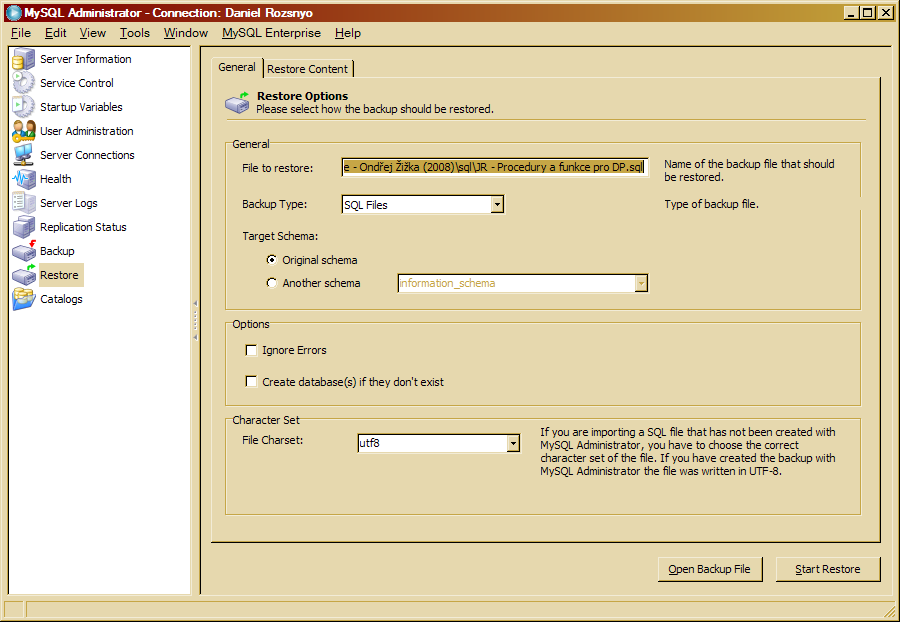 MySQL Administrator - Connection: Daniel Rozsnyo
File Edit View Tools Window MySQL Enterprise Help
Server Information
Service Control
Startup Variables
User Administration
Server Connections
Health
Server Logs
Replication Status
Backup
Restore
Catalogs
General Restore Content
Restore Options
Please select how the backup should be restored.
General
File to restore: e - Ondřej Žižka (2008)\sql\JR - Procedury a funkce pro DP.sql
Name of the backup file that should
be restored.
Backup Type: SQL Files Type of backup file.
Target Schema:
Original schema
Another schema information_schema
Options
Ignore Errors
Create database(s) if they don't exist
Character Set
File Charset: utf8
If you are importing a SQL file that has not been created with
MySQL Administrator, you have to choose the correct
character set of the file. If you have created the backup with
MySQL Administrator the file was written in UTF-8.
Open Backup File Start Restore